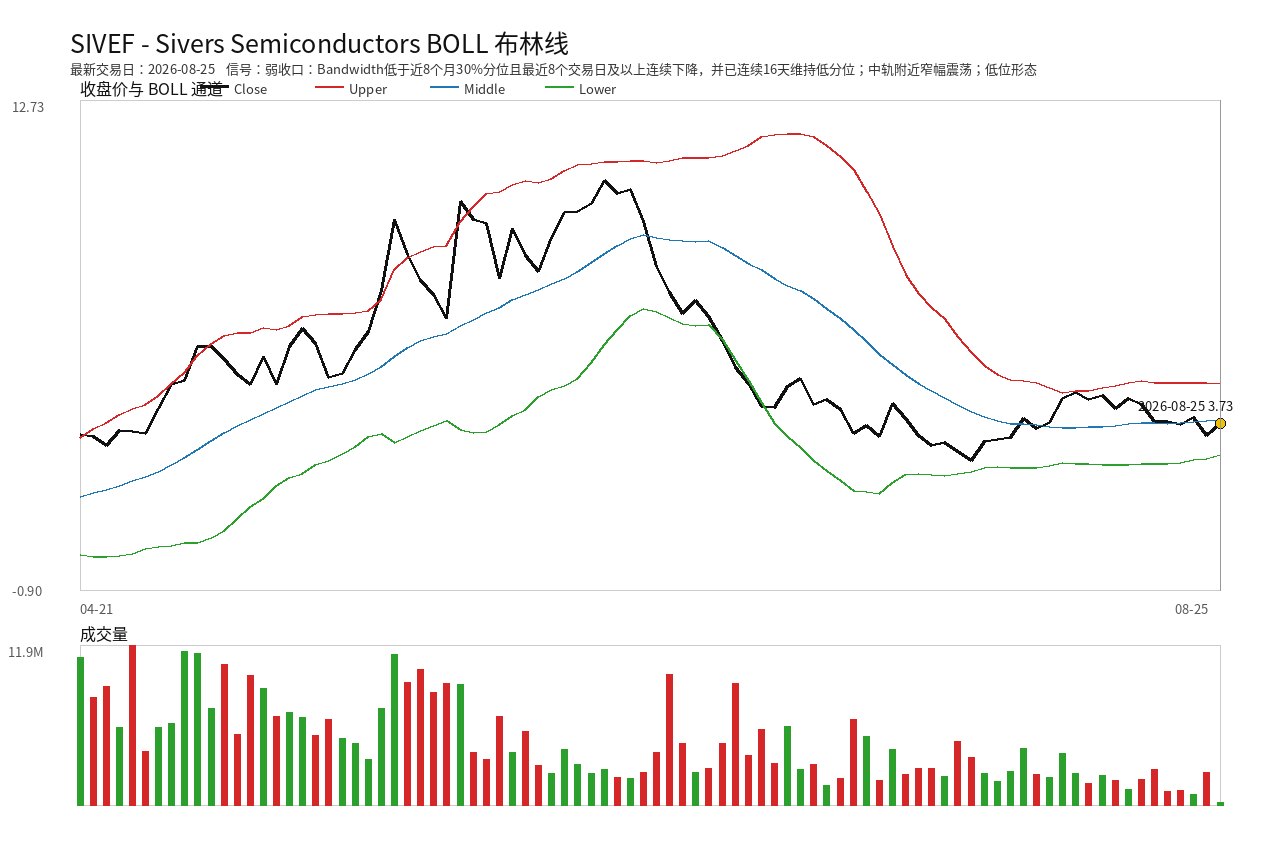 SIVEF - Sivers Semiconductors BOLL 布林线
最新交易日：2026-08-25 信号：弱收口：Bandwidth低于近8个月30%分位且最近8个交易日及以上连续下降，并已连续16天维持低分位；中轨附近窄幅震荡；低位形态
收盘价与 BOLL 通道 Close Upper Middle Lower
12.73
2026-08-25 3.73
-0.90
04-21 08-25
成交量
11.9M